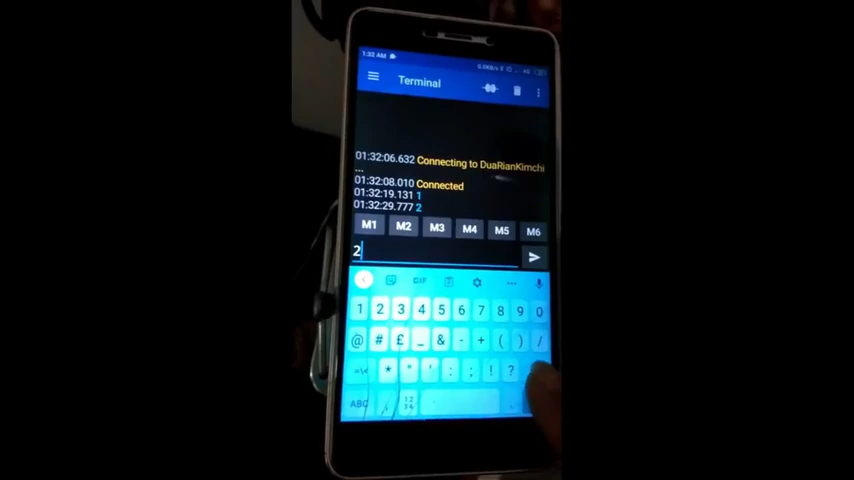 1:32 AM
Terminal
01:32:06.632 Connecting to DuaRianKimchi
...
01:32:08.010 Connected
01:32:19.131 1
01:32:29.777 2
M1 M2 M3 M4 M5 M6
2
GIF
1 2 3 4 5 6 7 8 9 0
@ # £ _ & - + ( ) /
=\< * " ' : ; ! ?
ABC , 12 34 .